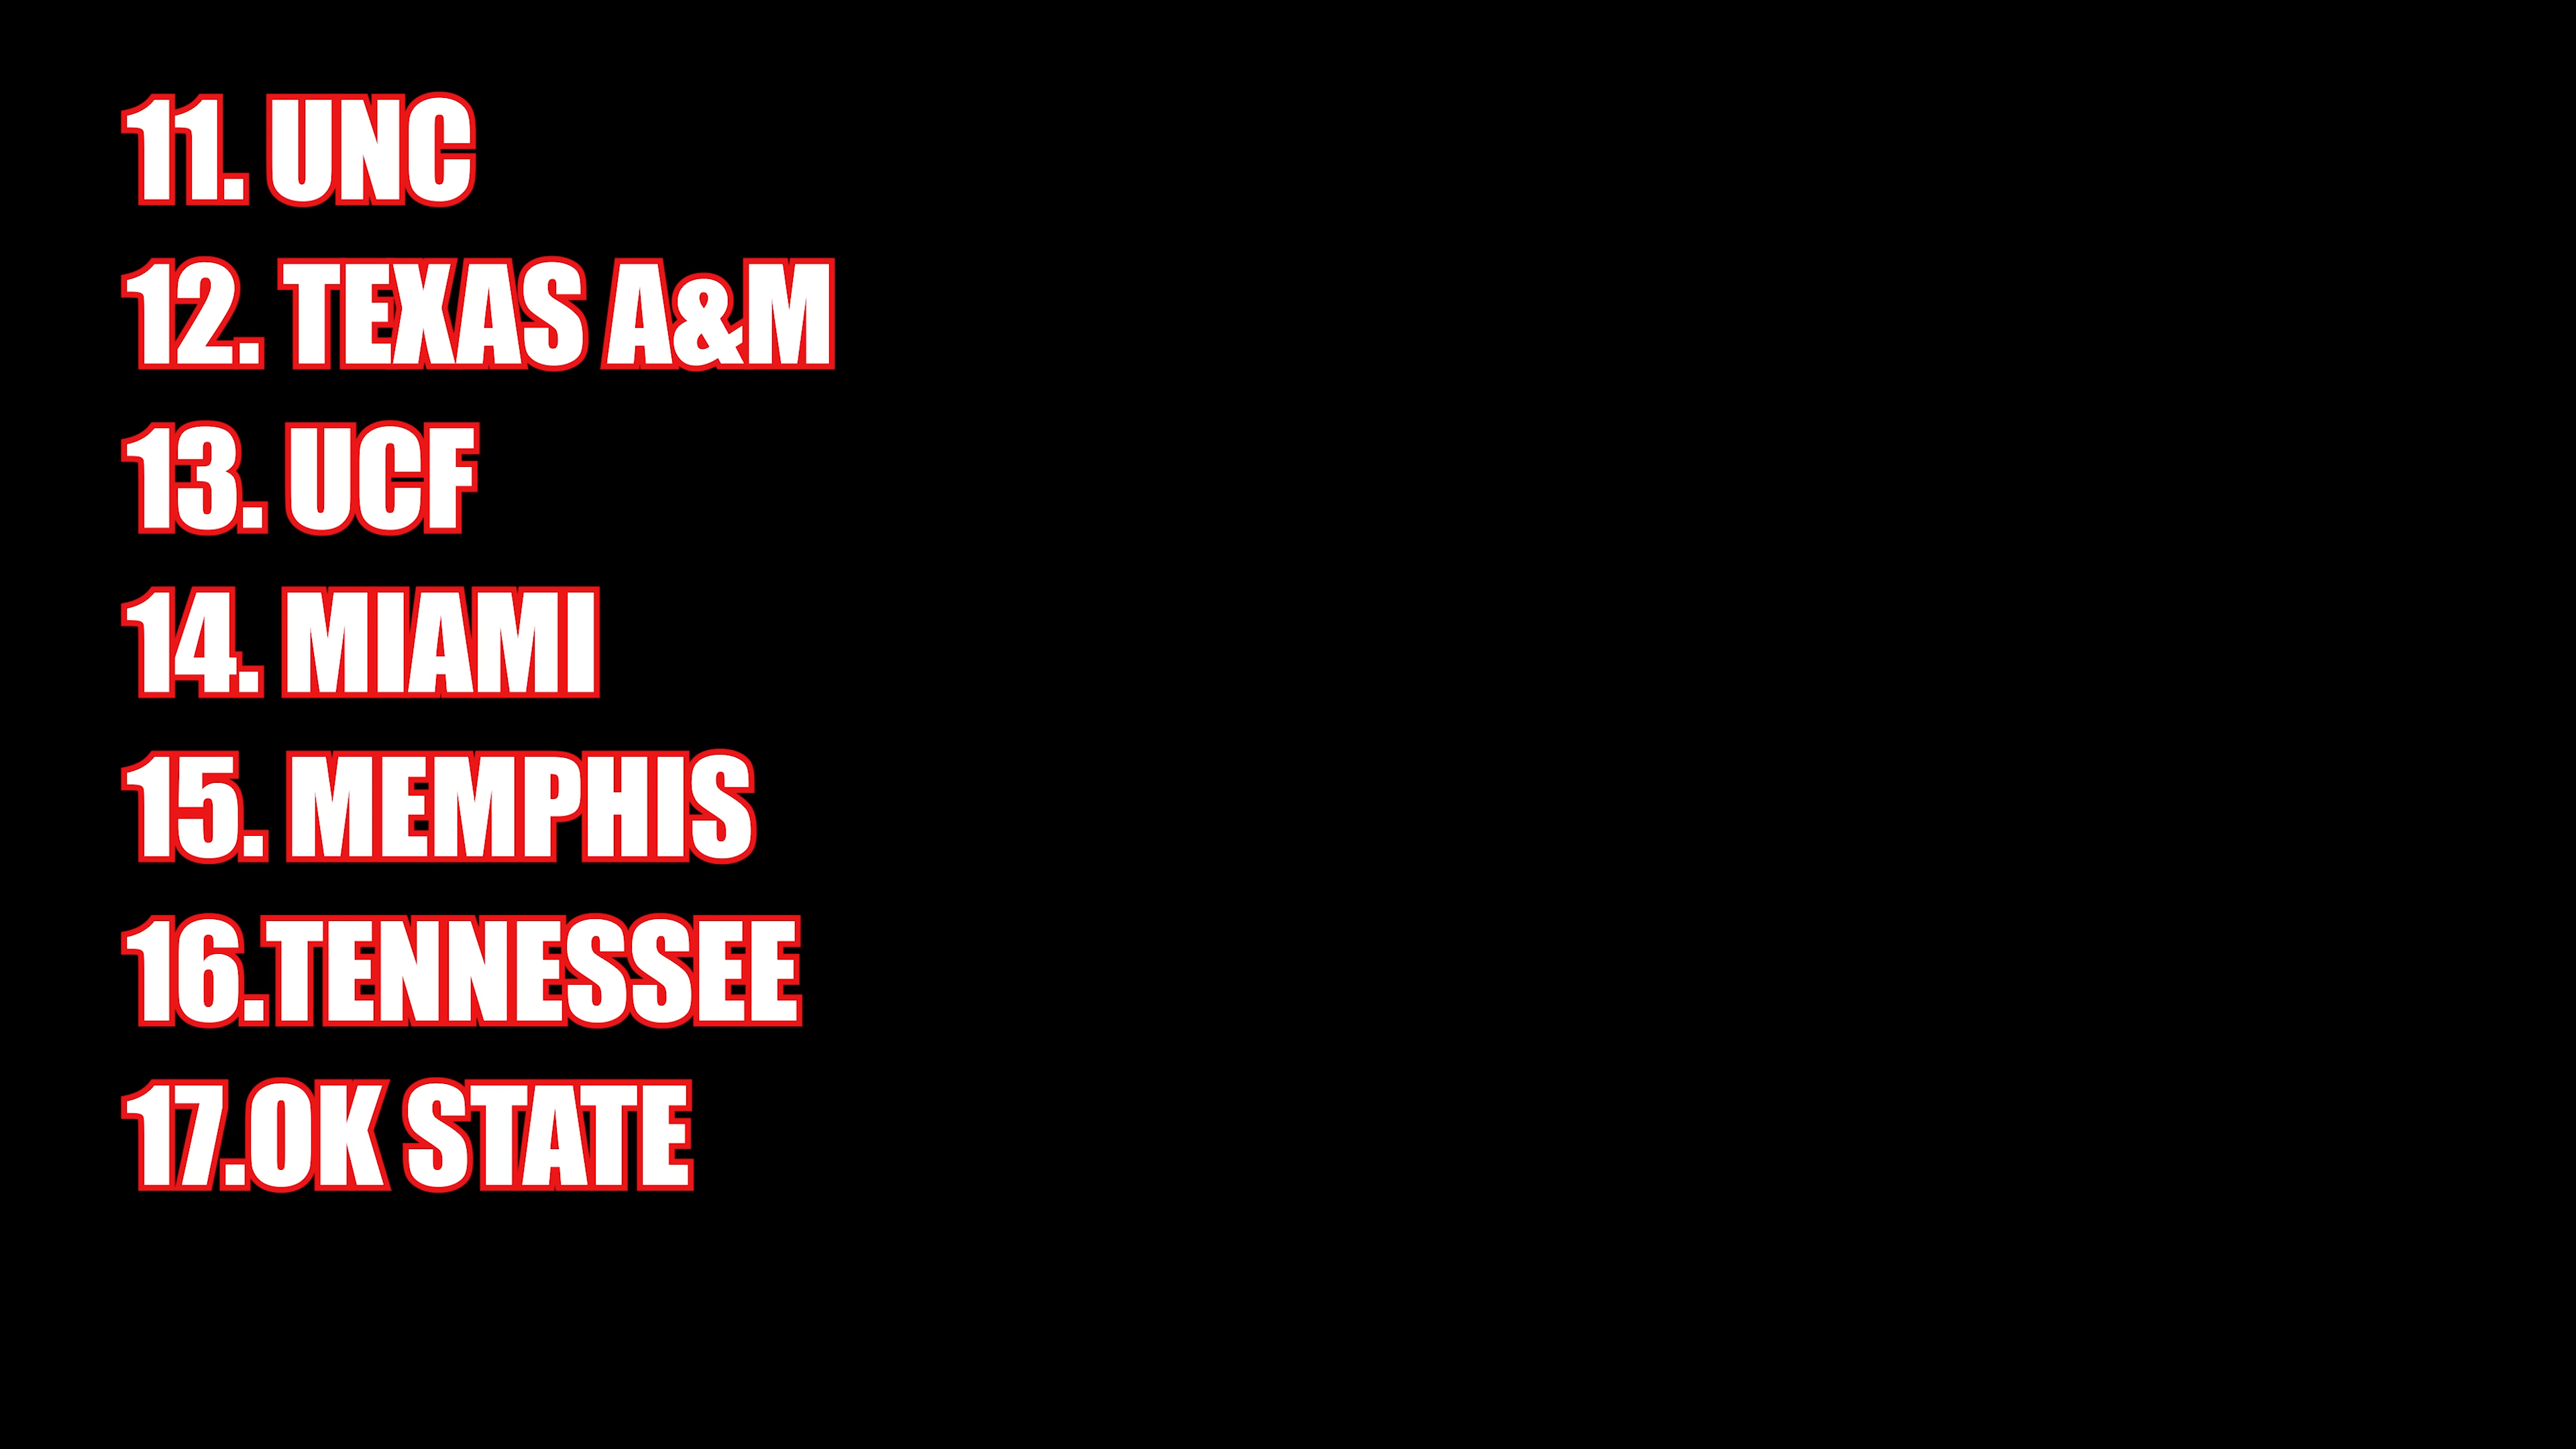 11. UNC
12. TEXAS A&M
13. UCF
14. MIAMI
15. MEMPHIS
16.TENNESSEE
17.OK STATE